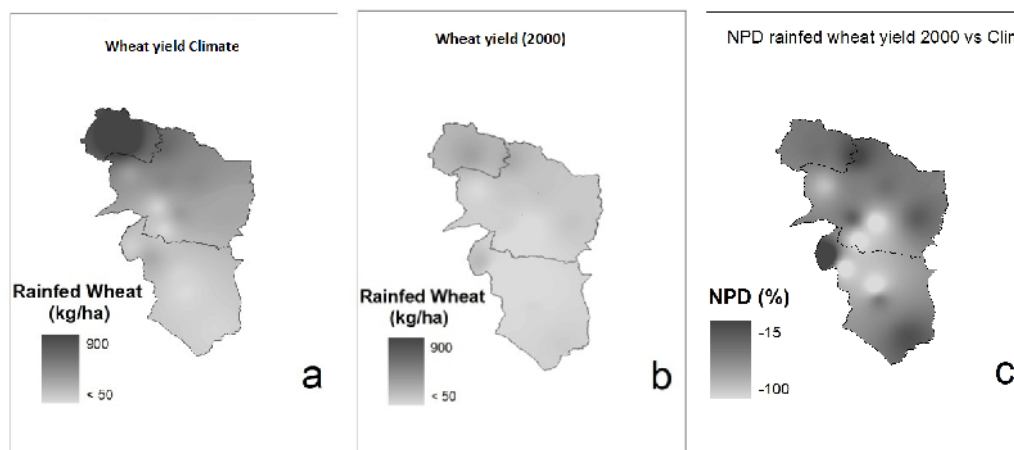 Wheat yield Climate
Rainfed Wheat
(kg/ha)
900
< 50
a
Wheat yield (2000)
Rainfed Wheat
(kg/ha)
900
< 50
b
NPD rainfed wheat yield 2000 vs Clim
NPD (%)
-15
-100
c